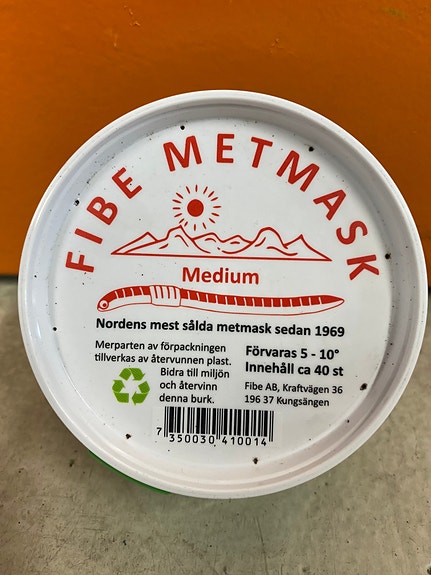 FIBE METMASK
Medium
Nordens mest sålda metmask sedan 1969
Merparten av förpackningen
tillverkas av återvunnen plast.
Bidra till miljön
och återvinn
denna burk.
Förvaras 5 - 10°
Innehåll ca 40 st
Fibe AB, Kraftvägen 36
196 37 Kungsängen
7 350030 410014